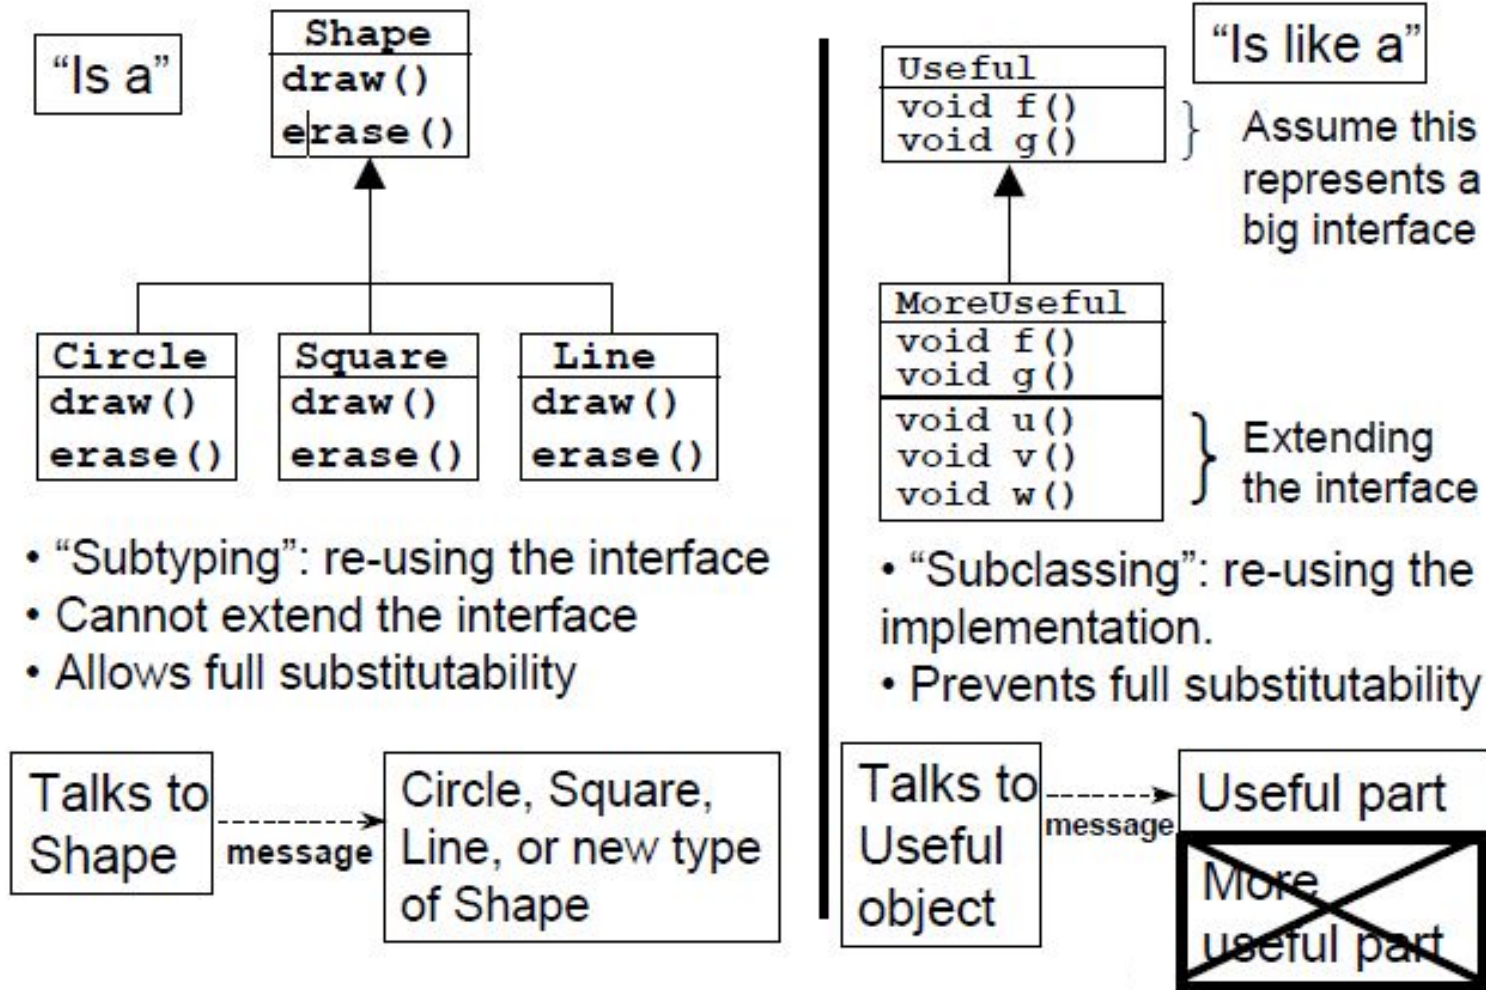 “Is a”
Shape
draw()
erase()
Circle
draw()
erase()
Square
draw()
erase()
Line
draw()
erase()
• “Subtyping”: re-using the interface
• Cannot extend the interface
• Allows full substitutability
Talks to
Shape
message
Circle, Square,
Line, or new type
of Shape
“Is like a”
Useful
void f()
void g()
Assume this
represents a
big interface
MoreUseful
void f()
void g()
void u()
void v()
void w()
Extending
the interface
• “Subclassing”: re-using the
implementation.
• Prevents full substitutability
Talks to
Useful
object
message
Useful part
More
useful part